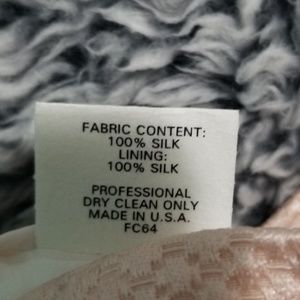 FABRIC CONTENT:
100% SILK
LINING:
100% SILK
PROFESSIONAL
DRY CLEAN ONLY
MADE IN U.S.A.
FC64